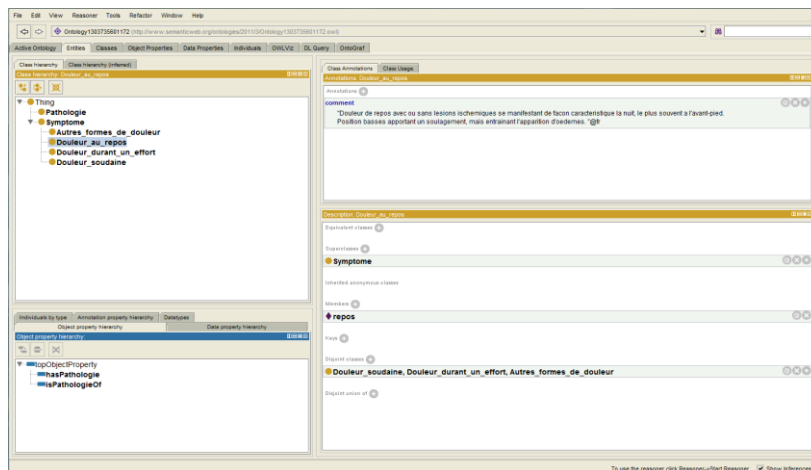 File Edit View Reasoner Tools Refactor Window Help
Ontology1303735601172 (http://www.semanticweb.org/ontologies/2011/3/Ontology1303735601172.owl)
Active Ontology Entities Classes Object Properties Data Properties Individuals OWLViz DL Query OntoGraf
Class hierarchy Class hierarchy (inferred)
Class hierarchy: Douleur_au_repos
Thing
Pathologie
Symptome
Autres_formes_de_douleur
Douleur_au_repos
Douleur_durant_un_effort
Douleur_soudaine
Individuals by type Annotation property hierarchy Datatypes
Object property hierarchy Data property hierarchy
Object property hierarchy:
topObjectProperty
hasPathologie
isPathologieOf
Class Annotations Class Usage
Annotations: Douleur_au_repos
Annotations
comment
"Douleur de repos avec ou sans lesions ischemiques se manifestant de facon caracteristique la nuit, le plus souvent a l'avant-pied.
Position basses apportant un soulagement, mais entrainant l'apparition d'oedemes. "@fr
Description: Douleur_au_repos
Equivalent classes
Superclasses
Symptome
Inherited anonymous classes
Members
repos
Keys
Disjoint classes
Douleur_soudaine, Douleur_durant_un_effort, Autres_formes_de_douleur
Disjoint union of
To use the reasoner click Reasoner->Start Reasoner Show Inferences